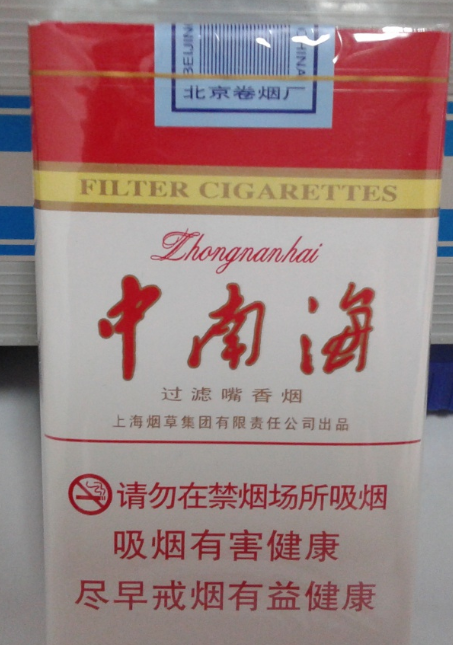 BEIJING
CHINA
北京卷烟厂
FILTER CIGARETTES
Zhongnanhai
中南海
过滤嘴香烟
上海烟草集团有限责任公司出品
请勿在禁烟场所吸烟
吸烟有害健康
尽早戒烟有益健康